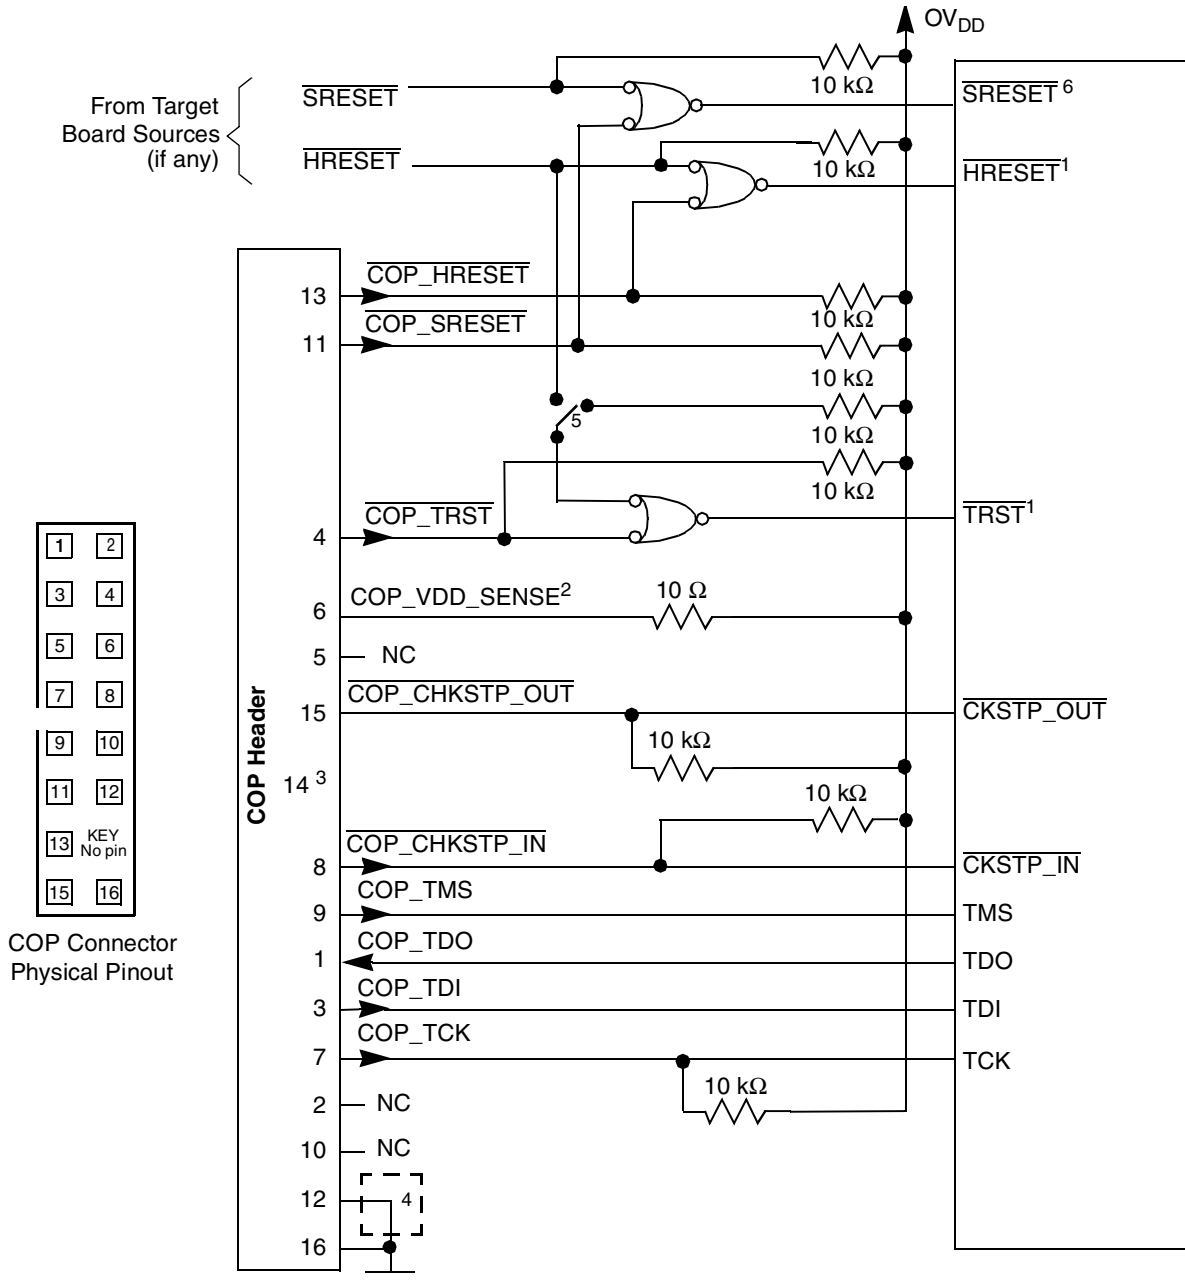 OVDD
10 kΩ
From Target
Board Sources
(if any)
SRESET
SRESET 6
HRESET
10 kΩ
HRESET1
COP_HRESET
13
10 kΩ
COP_SRESET
11
10 kΩ
5
10 kΩ
10 kΩ
COP_TRST
4
TRST1
COP_VDD_SENSE2
10 Ω
6
5
NC
COP_CHKSTP_OUT
15
CKSTP_OUT
10 kΩ
COP Header
14 3
10 kΩ
COP_CHKSTP_IN
8
CKSTP_IN
COP_TMS
9
TMS
COP_TDO
1
TDO
COP_TDI
3
TDI
COP_TCK
7
TCK
10 kΩ
2
NC
10
NC
12
4
16
1 2
3 4
5 6
7 8
9 10
11 12
13 KEY
No pin
15 16
COP Connector
Physical Pinout